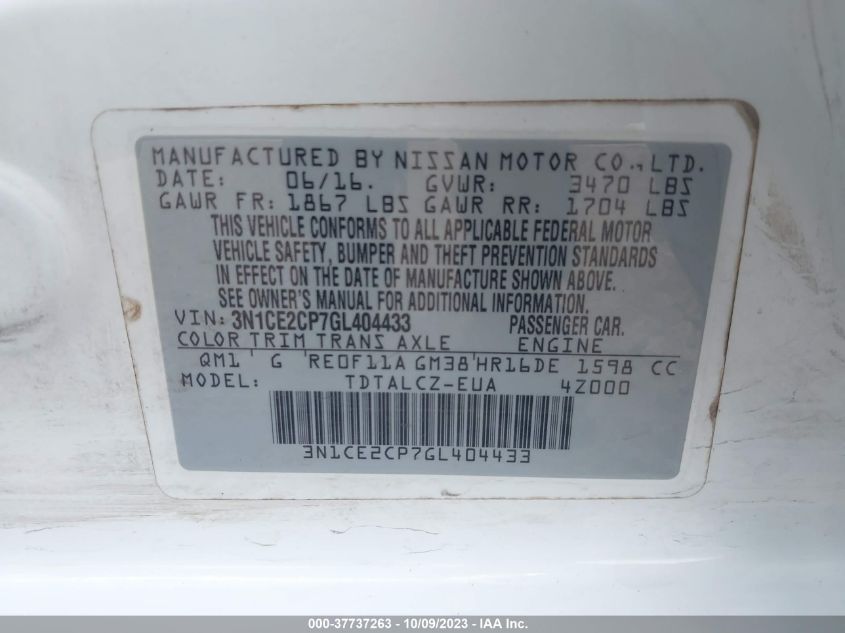 MANUFACTURED BY NISSAN MOTOR CO., LTD.
DATE: 06/16. GVWR: 3470 LBS
GAWR FR: 1867 LBS GAWR RR: 1704 LBS
THIS VEHICLE CONFORMS TO ALL APPLICABLE FEDERAL MOTOR
VEHICLE SAFETY, BUMPER AND THEFT PREVENTION STANDARDS
IN EFFECT ON THE DATE OF MANUFACTURE SHOWN ABOVE.
SEE OWNER'S MANUAL FOR ADDITIONAL INFORMATION.
VIN: 3N1CE2CP7GL404433 PASSENGER CAR.
COLOR TRIM TRANS AXLE ENGINE
QM1 ' G ' RE0F11A GM38 ' HR16DE 1598 CC
MODEL: TDTALCZ-EUA 4Z000
3N1CE2CP7GL404433
000-37737263 - 10/09/2023 - IAA Inc.